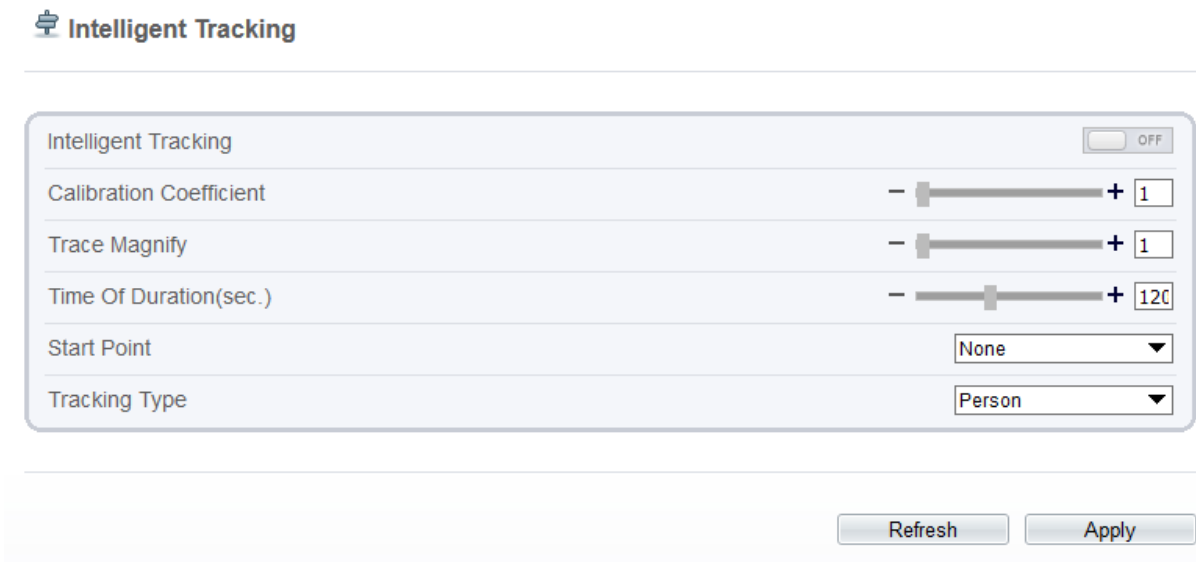 Intelligent Tracking
Intelligent Tracking OFF
Calibration Coefficient − + 1
Trace Magnify − + 1
Time Of Duration(sec.) − + 120
Start Point None
Tracking Type Person
Refresh Apply